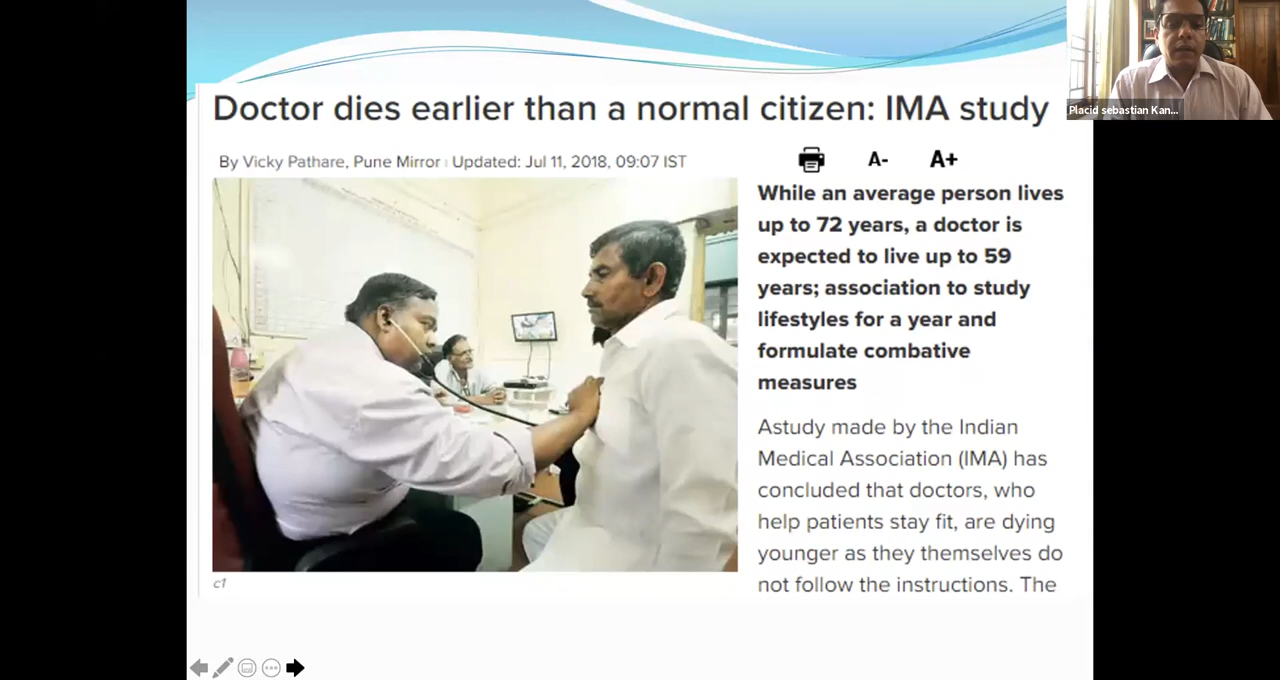 Doctor dies earlier than a normal citizen: IMA study
Placid sebastian Kan...
By Vicky Pathare, Pune Mirror | Updated: Jul 11, 2018, 09:07 IST
A- A+
While an average person lives
up to 72 years, a doctor is
expected to live up to 59
years; association to study
lifestyles for a year and
formulate combative
measures
Astudy made by the Indian
Medical Association (IMA) has
concluded that doctors, who
help patients stay fit, are dying
younger as they themselves do
not follow the instructions. The
c1